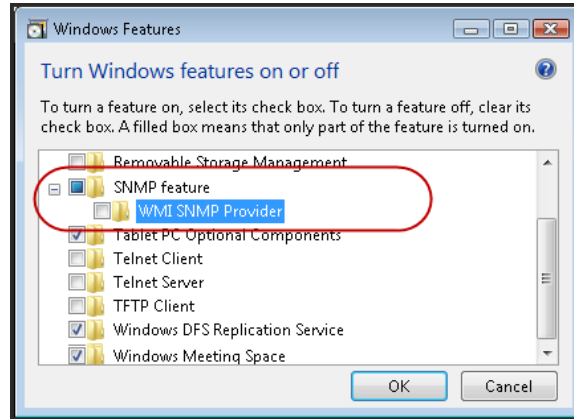 Windows Features
Turn Windows features on or off
To turn a feature on, select its check box. To turn a feature off, clear its
check box. A filled box means that only part of the feature is turned on.
Removable Storage Management
SNMP feature
WMI SNMP Provider
Tablet PC Optional Components
Telnet Client
Telnet Server
TFTP Client
Windows DFS Replication Service
Windows Meeting Space
OK Cancel